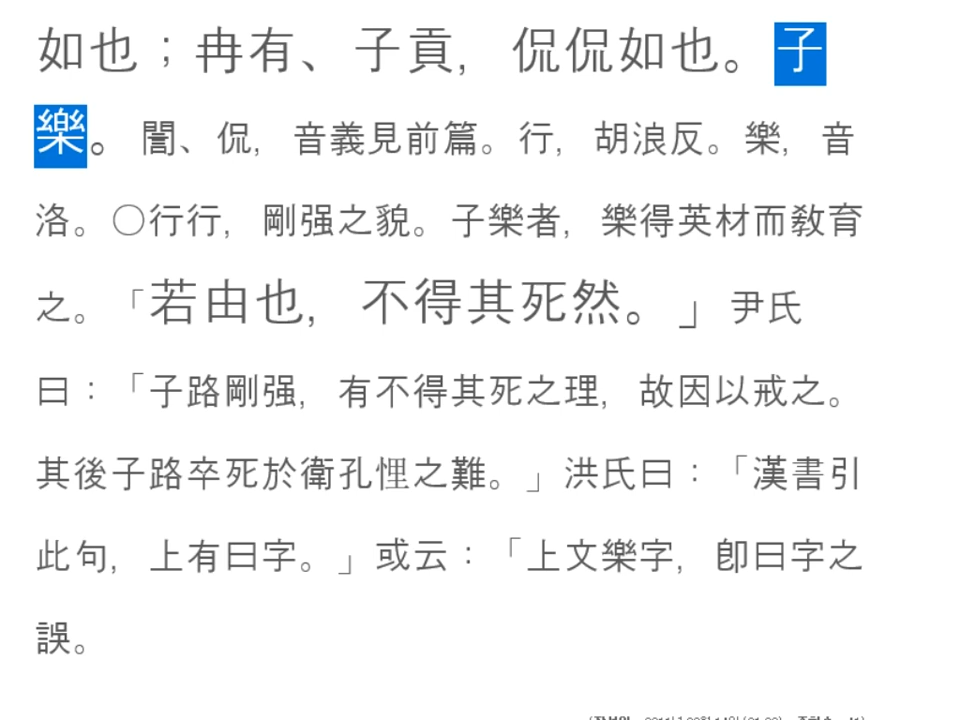 如也；冉有、子貢，侃侃如也。子
樂。誾、侃，音義見前篇。行，胡浪反。樂，音
洛。〇行行，剛强之貌。子樂者，樂得英材而敎育
之。「若由也，不得其死然。」尹氏
曰：「子路剛强，有不得其死之理，故因以戒之。
其後子路卒死於衛孔悝之難。」洪氏曰：「漢書引
此句，上有曰字。」或云：「上文樂字，卽曰字之
誤。